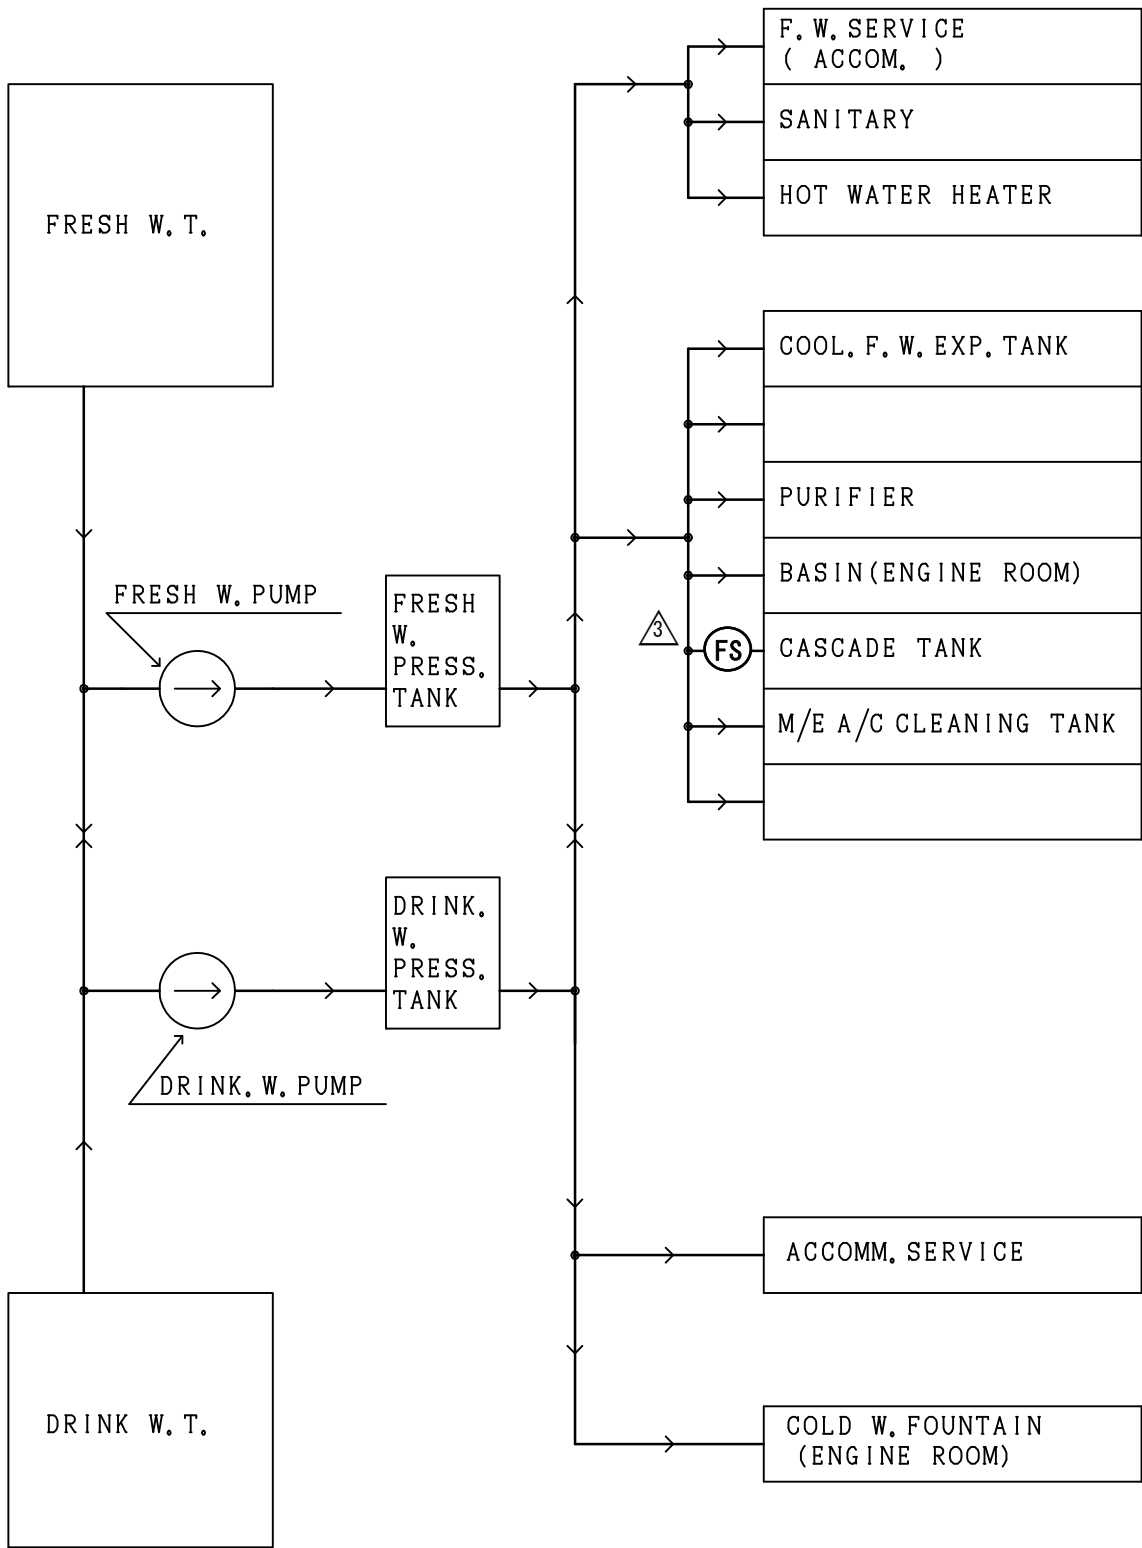 F.W.SERVICE
( ACCOM. )
SANITARY
HOT WATER HEATER
FRESH W.T.
COOL.F.W.EXP.TANK
PURIFIER
BASIN(ENGINE ROOM)
CASCADE TANK
M/E A/C CLEANING TANK
3
FS
FRESH W.PUMP
FRESH
W.
PRESS.
TANK
DRINK.
W.
PRESS.
TANK
DRINK.W.PUMP
ACCOMM.SERVICE
DRINK W.T.
COLD W.FOUNTAIN
(ENGINE ROOM)